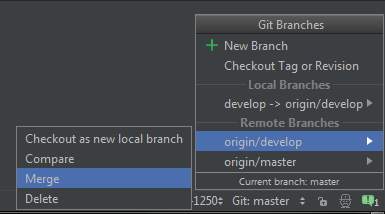 Git Branches
New Branch
Checkout Tag or Revision
Local Branches
develop -> origin/develop
Remote Branches
origin/develop
origin/master
Current branch: master
Checkout as new local branch
Compare
Merge
Delete
-1250 Git: master 1